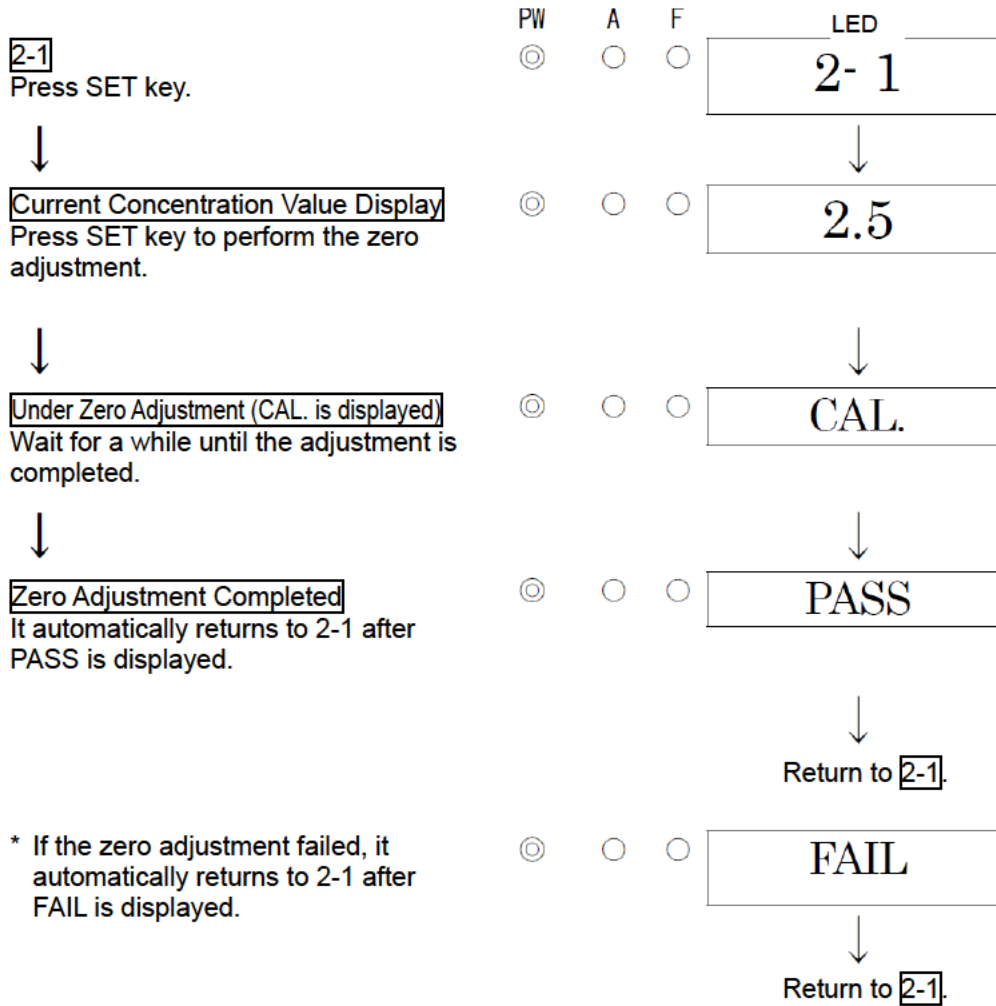 PW A F LED
2-1
Press SET key.
2- 1
Current Concentration Value Display
Press SET key to perform the zero
adjustment.
2.5
Under Zero Adjustment (CAL. is displayed)
Wait for a while until the adjustment is
completed.
CAL.
Zero Adjustment Completed
It automatically returns to 2-1 after
PASS is displayed.
PASS
Return to 2-1.
* If the zero adjustment failed, it
automatically returns to 2-1 after
FAIL is displayed.
FAIL
Return to 2-1.